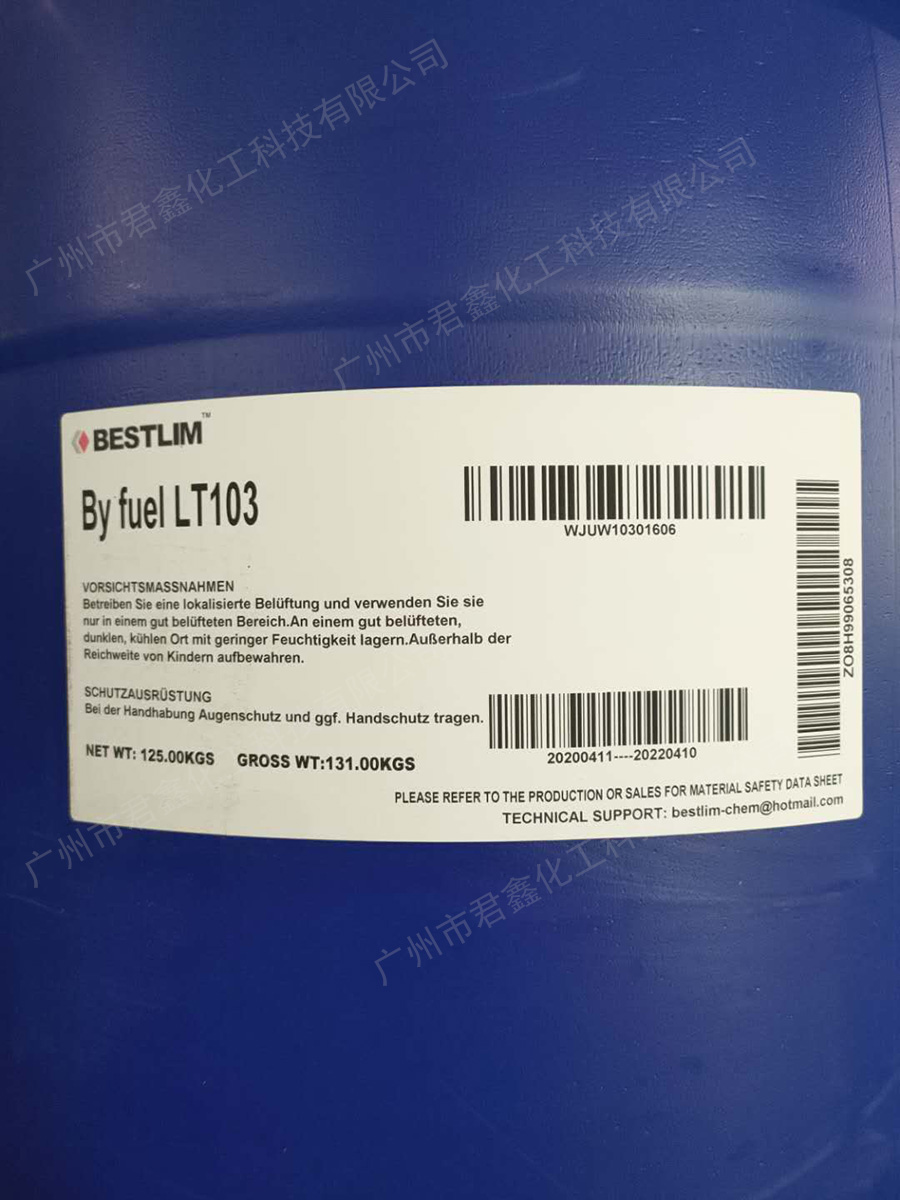 广州市君鑫化工科技有限公司
广州市君鑫化工科技有限公司
BESTLIM™
By fuel LT103
WJUW10301606
ZO8H99065308
VORSICHTSMASSNAHMEN
Betreiben Sie eine lokalisierte Belüftung und verwenden Sie sie
nur in einem gut belüfteten Bereich.An einem gut belüfteten,
dunklen, kühlen Ort mit geringer Feuchtigkeit lagern.Außerhalb der
Reichweite von Kindern aufbewahren.
SCHUTZAUSRÜSTUNG
Bei der Handhabung Augenschutz und ggf. Handschutz tragen.
20200411----20220410
NET WT: 125.00KGS GROSS WT:131.00KGS
PLEASE REFER TO THE PRODUCTION OR SALES FOR MATERIAL SAFETY DATA SHEET
TECHNICAL SUPPORT: bestlim-chem@hotmail.com
广州市君鑫化工科技有限公司
广州市君鑫化工科